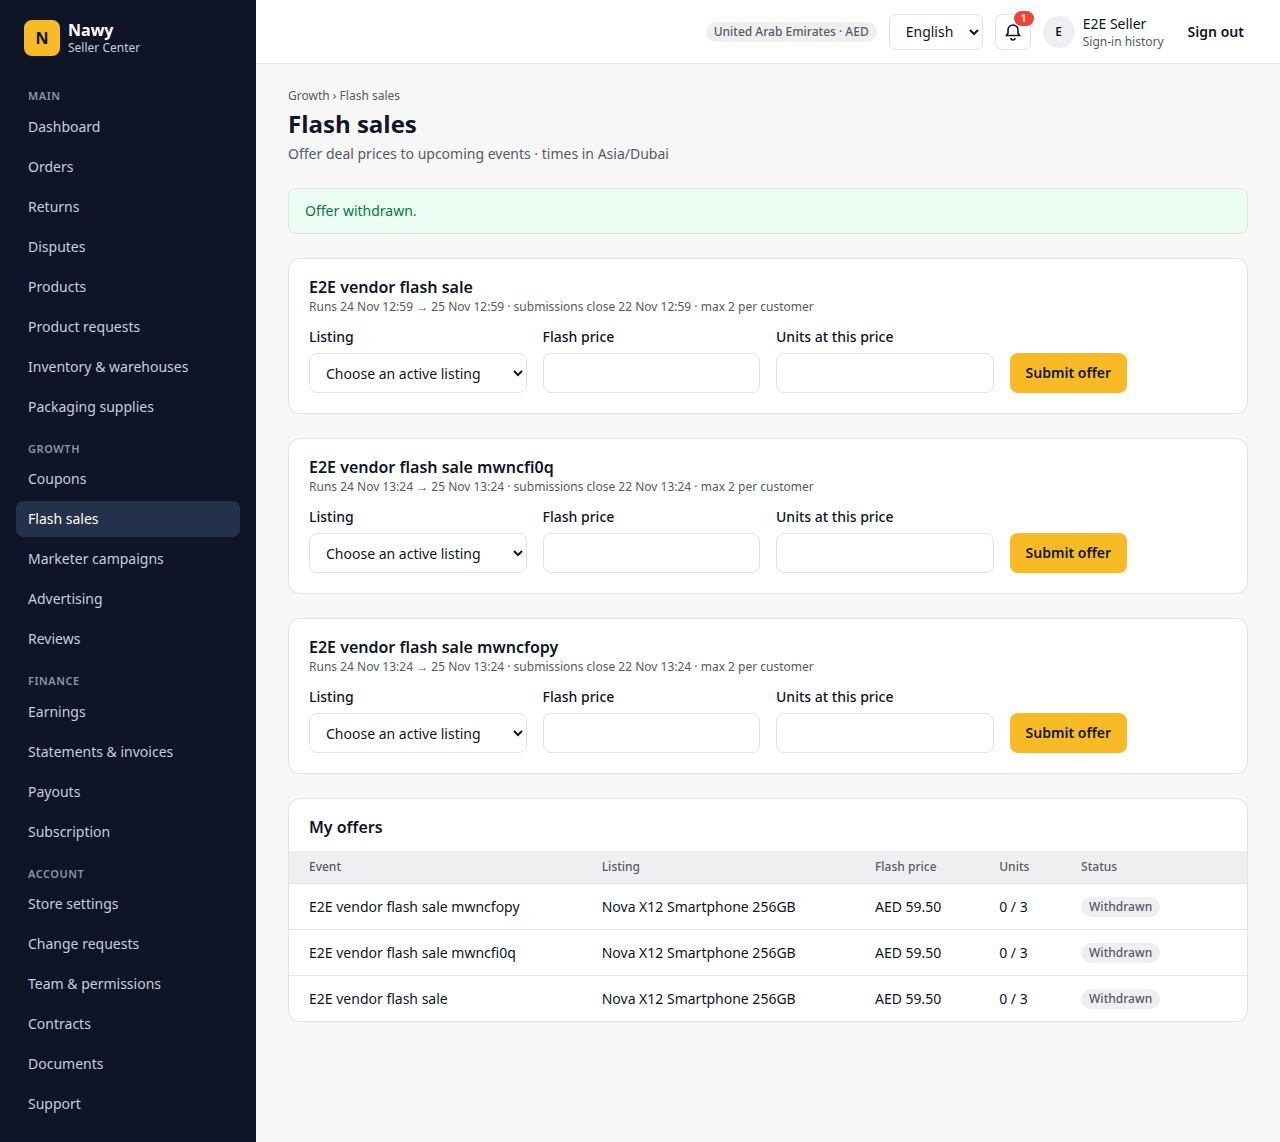 N
Nawy
Seller Center
MAIN
Dashboard
Orders
Returns
Disputes
Products
Product requests
Inventory & warehouses
Packaging supplies
GROWTH
Coupons
Flash sales
Marketer campaigns
Advertising
Reviews
FINANCE
Earnings
Statements & invoices
Payouts
Subscription
ACCOUNT
Store settings
Change requests
Team & permissions
Contracts
Documents
Support
United Arab Emirates · AED
English
1
E
E2E Seller
Sign-in history
Sign out
Growth › Flash sales
Flash sales
Offer deal prices to upcoming events · times in Asia/Dubai
Offer withdrawn.
E2E vendor flash sale
Runs 24 Nov 12:59 → 25 Nov 12:59 · submissions close 22 Nov 12:59 · max 2 per customer
Listing Flash price Units at this price
Choose an active listing Submit offer
E2E vendor flash sale mwncfi0q
Runs 24 Nov 13:24 → 25 Nov 13:24 · submissions close 22 Nov 13:24 · max 2 per customer
Listing Flash price Units at this price
Choose an active listing Submit offer
E2E vendor flash sale mwncfopy
Runs 24 Nov 13:24 → 25 Nov 13:24 · submissions close 22 Nov 13:24 · max 2 per customer
Listing Flash price Units at this price
Choose an active listing Submit offer
My offers
Event Listing Flash price Units Status
E2E vendor flash sale mwncfopy Nova X12 Smartphone 256GB AED 59.50 0 / 3 Withdrawn
E2E vendor flash sale mwncfi0q Nova X12 Smartphone 256GB AED 59.50 0 / 3 Withdrawn
E2E vendor flash sale Nova X12 Smartphone 256GB AED 59.50 0 / 3 Withdrawn